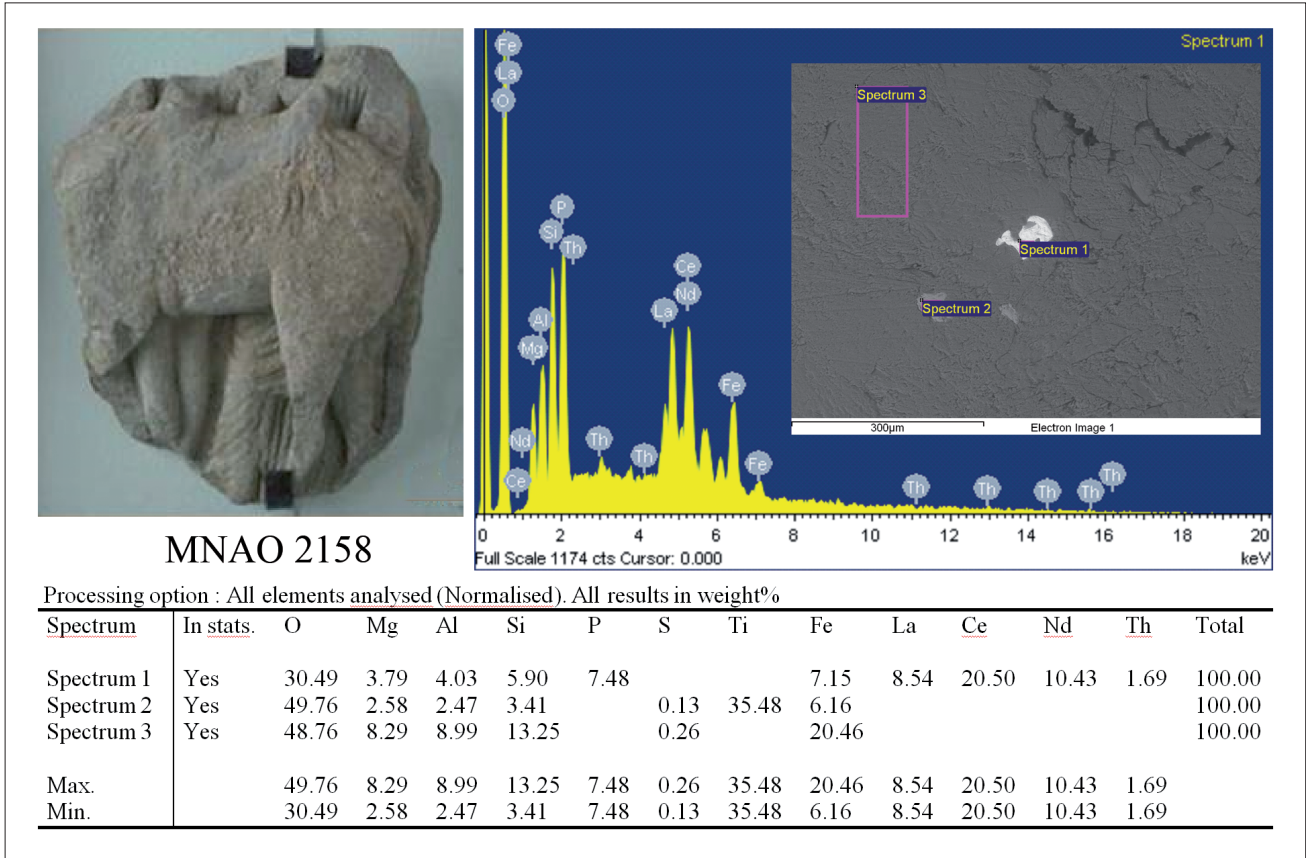 Spectrum 1
Fe
La
O
P
Si
Th
Al
Mg
Nd
Ce
Th
Th
La
Ce
Nd
Fe
Fe
Th
Th
Th
Th
Th
0 2 4 6 8 10 12 14 16 18 20
Full Scale 1174 cts Cursor: 0.000 keV
Spectrum 3
Spectrum 1
Spectrum 2
300µm Electron Image 1
MNAO 2158
Processing option : All elements analysed (Normalised). All results in weight%
Spectrum In stats. O Mg Al Si P S Ti Fe La Ce Nd Th Total
Spectrum 1 Yes 30.49 3.79 4.03 5.90 7.48 7.15 8.54 20.50 10.43 1.69 100.00
Spectrum 2 Yes 49.76 2.58 2.47 3.41 0.13 35.48 6.16 100.00
Spectrum 3 Yes 48.76 8.29 8.99 13.25 0.26 20.46 100.00
Max. 49.76 8.29 8.99 13.25 7.48 0.26 35.48 20.46 8.54 20.50 10.43 1.69
Min. 30.49 2.58 2.47 3.41 7.48 0.13 35.48 6.16 8.54 20.50 10.43 1.69